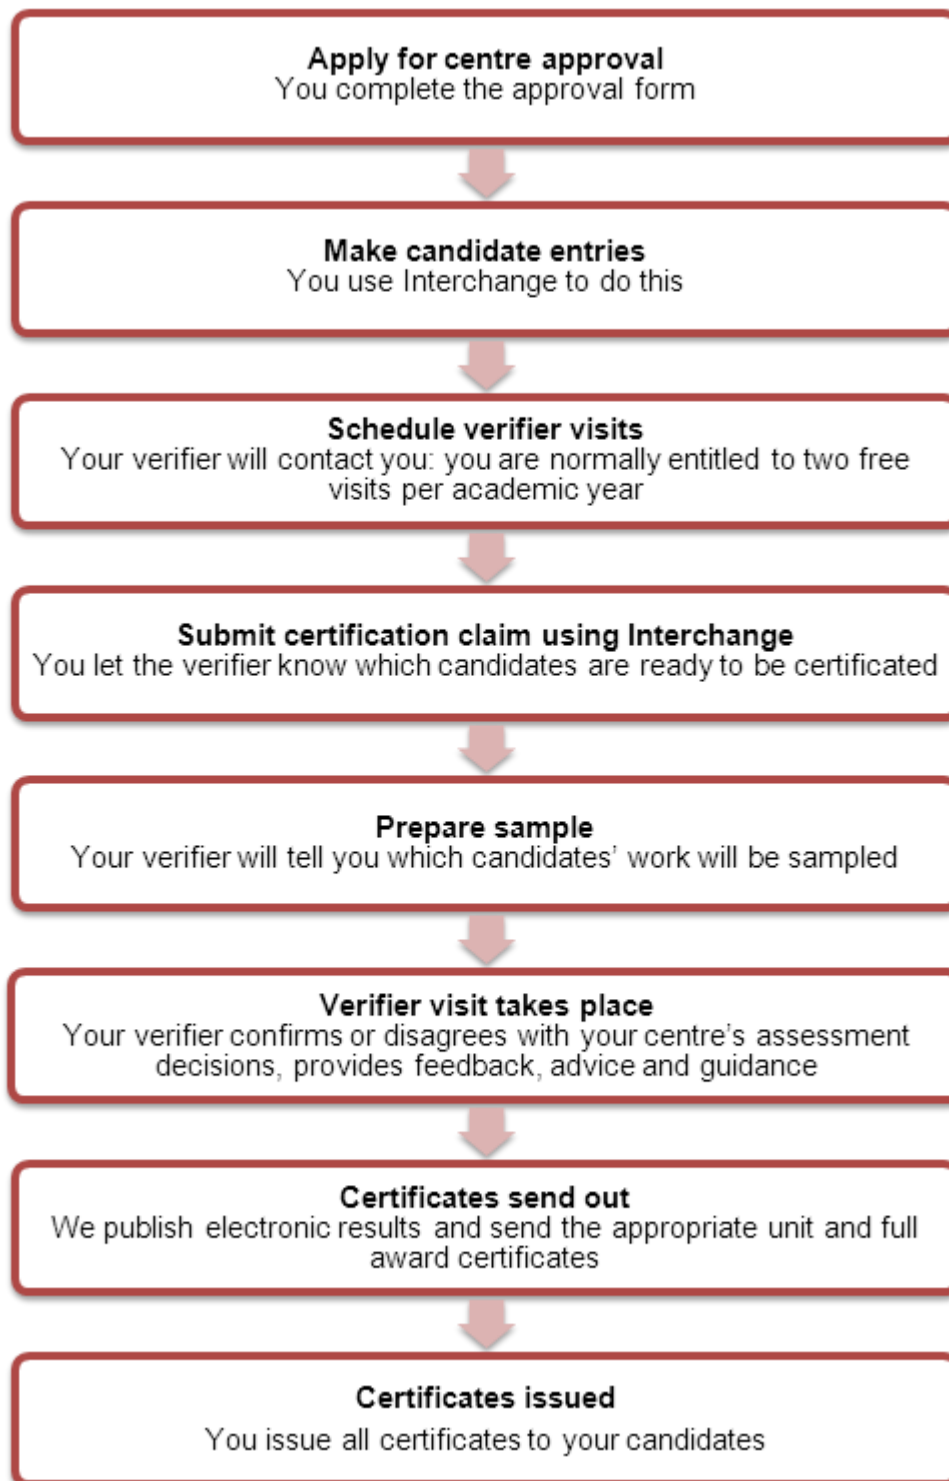 Apply for centre approval
You complete the approval form
Make candidate entries
You use Interchange to do this
Schedule verifier visits
Your verifier will contact you: you are normally entitled to two free
visits per academic year
Submit certification claim using Interchange
You let the verifier know which candidates are ready to be certificated
Prepare sample
Your verifier will tell you which candidates’ work will be sampled
Verifier visit takes place
Your verifier confirms or disagrees with your centre’s assessment
decisions, provides feedback, advice and guidance
Certificates send out
We publish electronic results and send the appropriate unit and full
award certificates
Certificates issued
You issue all certificates to your candidates